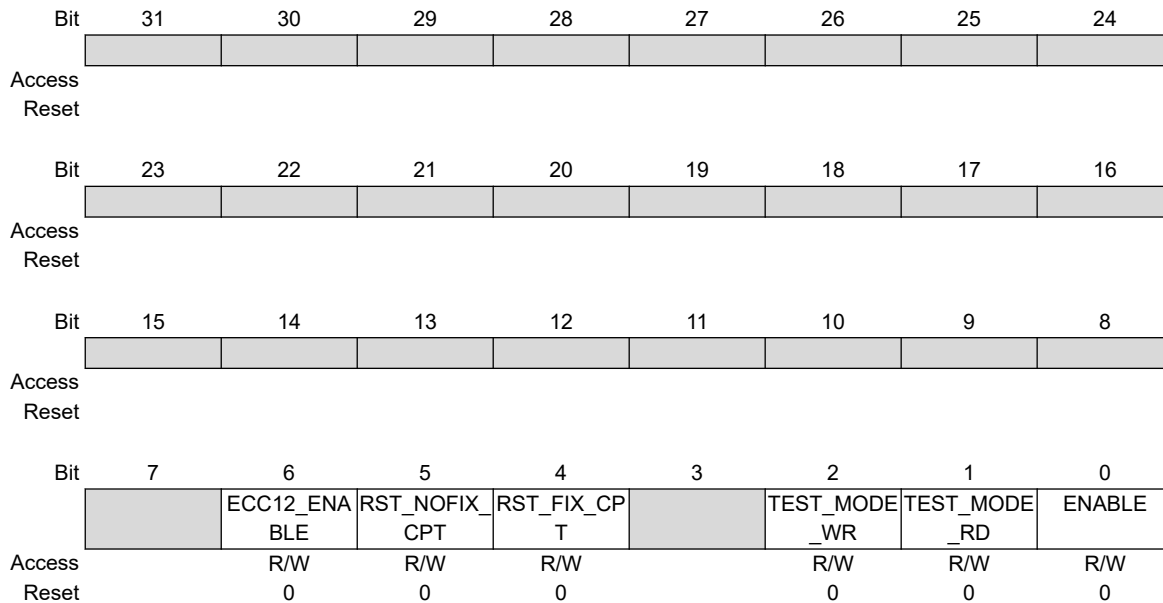 Bit 31 30 29 28 27 26 25 24
Access
Reset
Bit 23 22 21 20 19 18 17 16
Access
Reset
Bit 15 14 13 12 11 10 9 8
Access
Reset
Bit 7 6 5 4 3 2 1 0
ECC12_ENA RST_NOFIX_ RST_FIX_CP TEST_MODE TEST_MODE ENABLE
BLE CPT T _WR _RD
Access R/W R/W R/W R/W R/W R/W
Reset 0 0 0 0 0 0